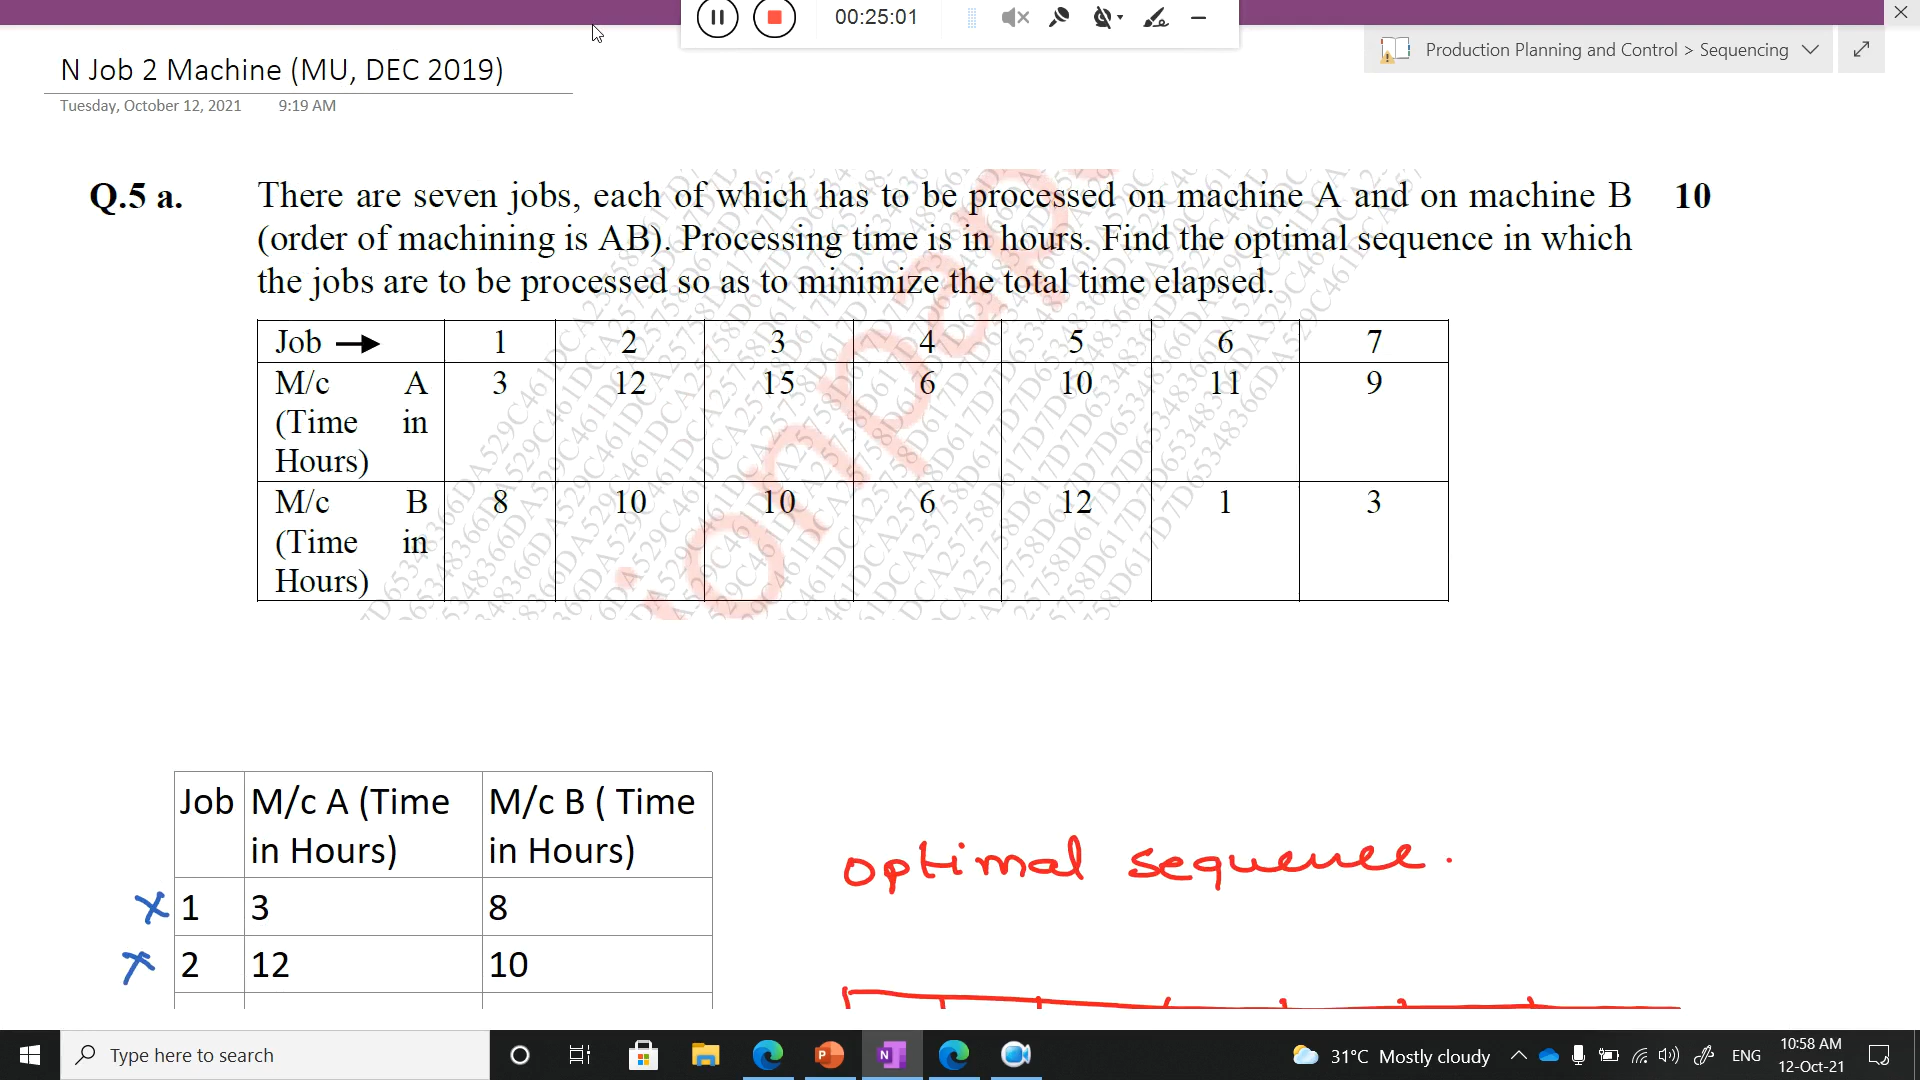 00:25:01
Production Planning and Control > Sequencing
N Job 2 Machine (MU, DEC 2019)
Tuesday, October 12, 2021 9:19 AM
Q.5 a. There are seven jobs, each of which has to be processed on machine A and on machine B 10
(order of machining is AB). Processing time is in hours. Find the optimal sequence in which
the jobs are to be processed so as to minimize the total time elapsed.
Job → 1 2 3 4 5 6 7
M/c A 3 12 15 6 10 11 9
(Time in
Hours)
M/c B 8 10 10 6 12 1 3
(Time in
Hours)
Job M/c A (Time M/c B ( Time
in Hours) in Hours)
optimal sequence.
1 3 8
2 12 10
Type here to search
31°C Mostly cloudy
ENG
10:58 AM
12-Oct-21